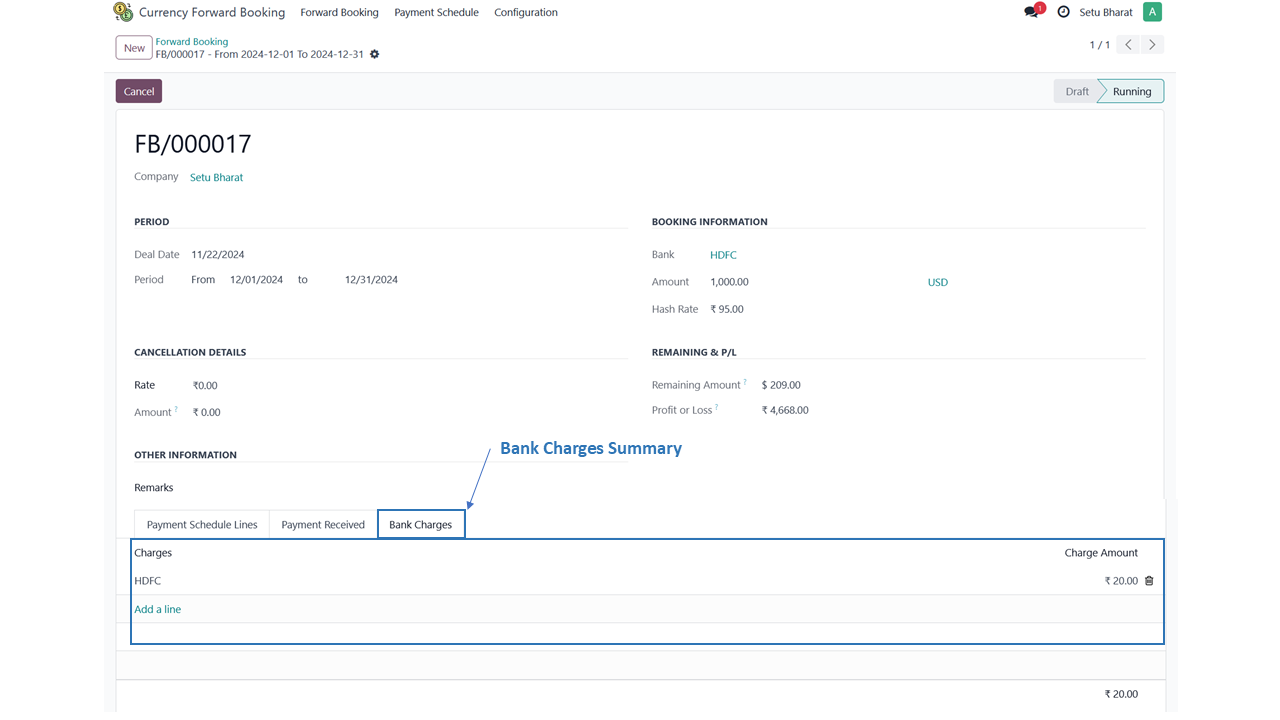 Currency Forward Booking Forward Booking Payment Schedule Configuration 1 Setu Bharat A
New Forward Booking
FB/000017 - From 2024-12-01 To 2024-12-31 1 / 1
Cancel Draft Running
FB/000017
Company Setu Bharat
PERIOD BOOKING INFORMATION
Deal Date 11/22/2024 Bank HDFC
Period From 12/01/2024 to 12/31/2024 Amount 1,000.00 USD
Hash Rate ₹ 95.00
CANCELLATION DETAILS REMAINING & P/L
Rate ₹0.00 Remaining Amount ? $ 209.00
Amount ? ₹ 0.00 Profit or Loss ? ₹ 4,668.00
Bank Charges Summary
OTHER INFORMATION
Remarks
Payment Schedule Lines Payment Received Bank Charges
Charges Charge Amount
HDFC ₹ 20.00
Add a line
₹ 20.00